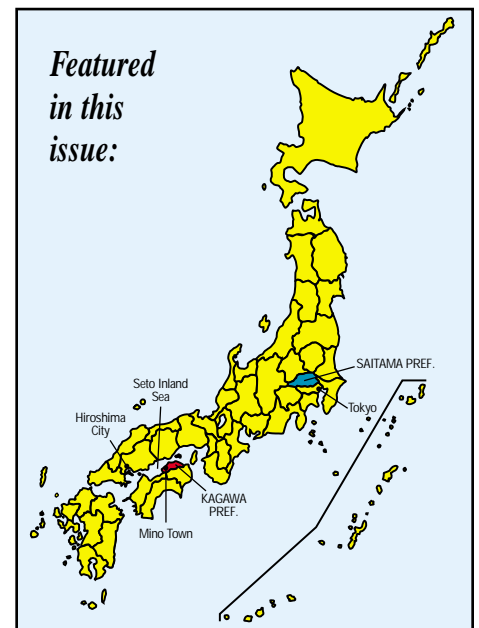 Featured
in this
issue:
SAITAMA PREF.
Tokyo
Seto Inland
Sea
Hiroshima
City
KAGAWA
PREF.
Mino Town